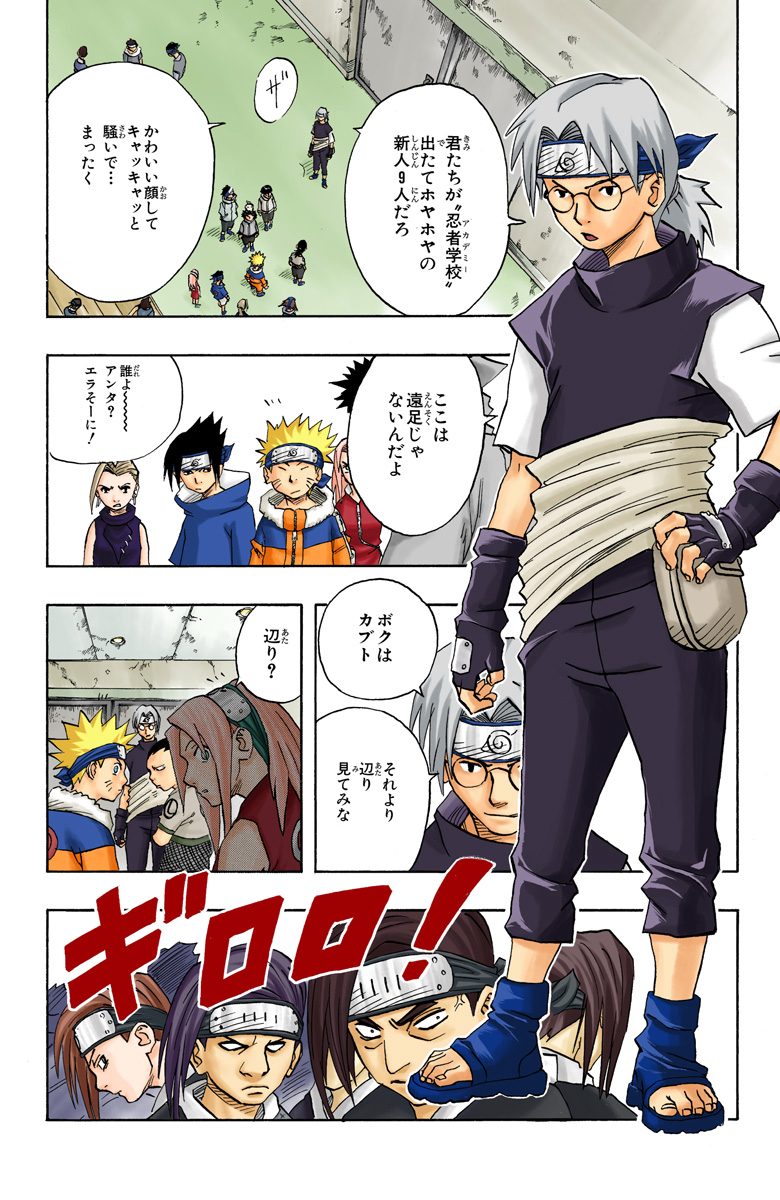 君たちが〝忍者学校〟
出たてホヤホヤの
新人9人だろ
ザッ
かわいい顔して
キャッキャッと
騒いで…
まったく
ここは
遠足じゃ
ないんだよ
誰よ〜〜〜〜
アンタ?
エラそーに!
ボクは
カブト
それより
辺り
見てみな
辺り?
ギロロ!